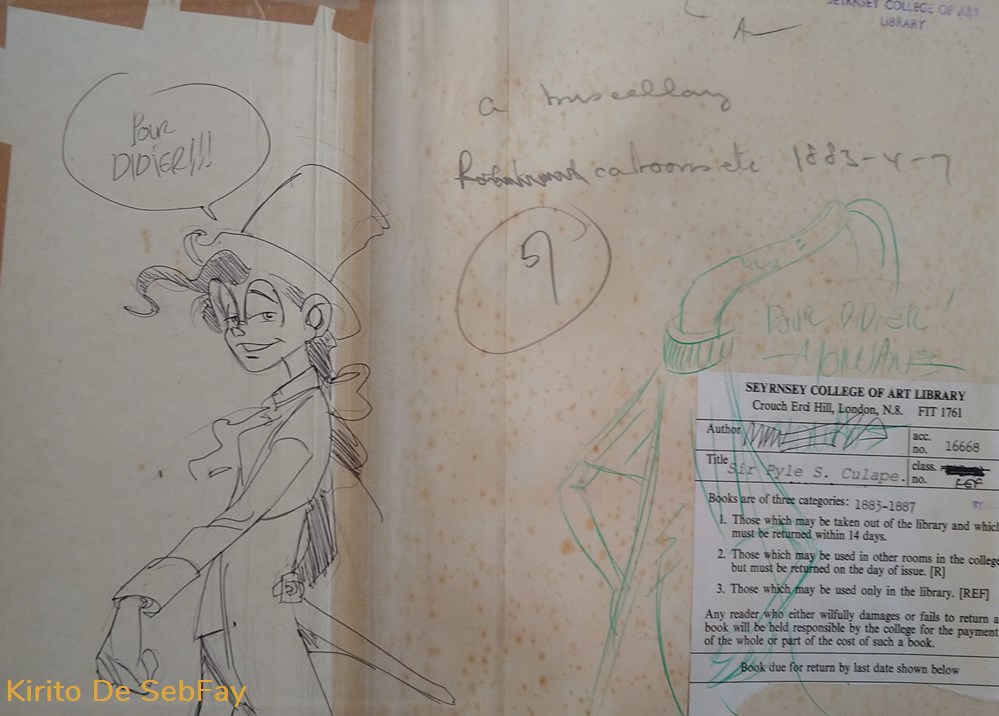 Pour
DIDIER!!!
SEYRNSEY COLLEGE OF ART
LIBRARY
A
a miscellany
cartoons etc 1883-4-7
57
POUR DIDIER!
SEYRNSEY COLLEGE OF ART LIBRARY
Crouch End Hill, London, N.8. FIT 1761
Author
acc.
no. 16668
Title Sir Pyle S. Culape.
class.
no. REF
Books are of three categories: 1883-1887
1. Those which may be taken out of the library and which
must be returned within 14 days.
2. Those which may be used in other rooms in the college
but must be returned on the day of issue. [R]
3. Those which may be used only in the library. [REF]
Any reader who either wilfully damages or fails to return a
book will be held responsible by the college for the payment
of the whole or part of the cost of such a book.
Book due for return by last date shown below
Kirito De SebFay